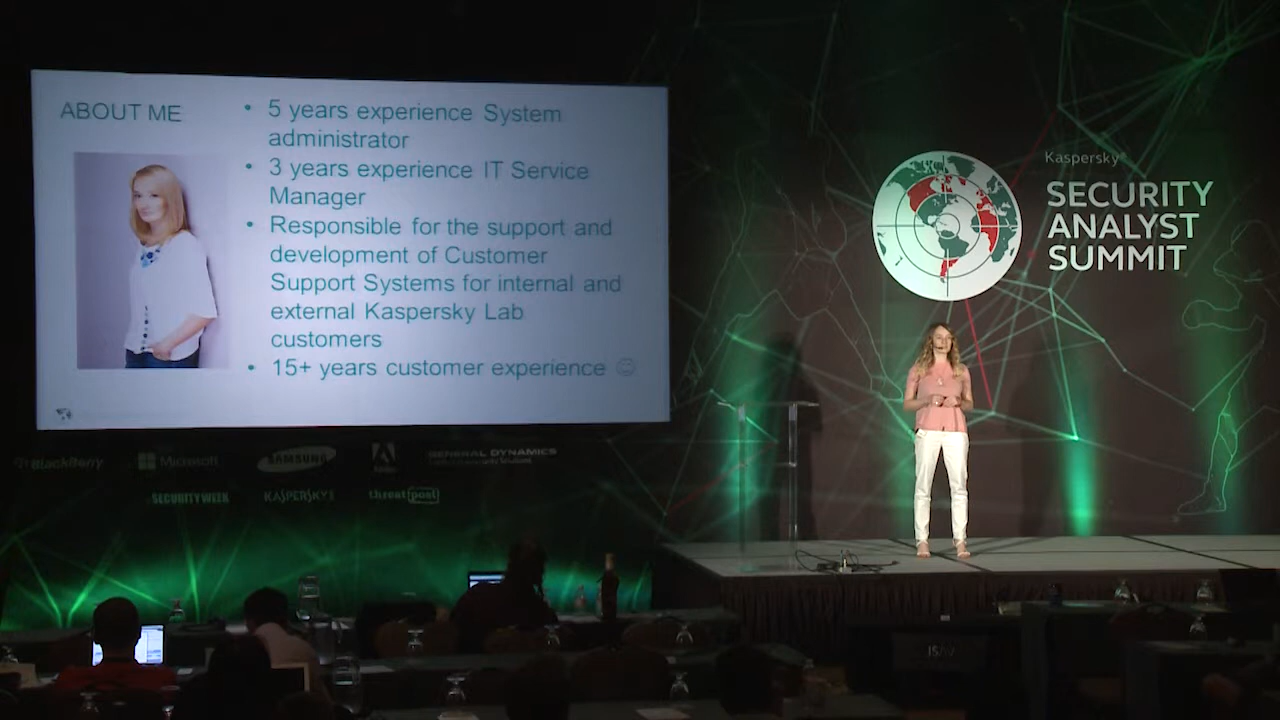 ABOUT ME
• 5 years experience System
administrator
• 3 years experience IT Service
Manager
• Responsible for the support and
development of Customer
Support Systems for internal and
external Kaspersky Lab
customers
• 15+ years customer experience
Kaspersky®
SECURITY
ANALYST
SUMMIT
BlackBerry
Microsoft
SAMSUNG
Adobe
GENERAL DYNAMICS
SECURITYWEEK
KASPERSKY
threatpost